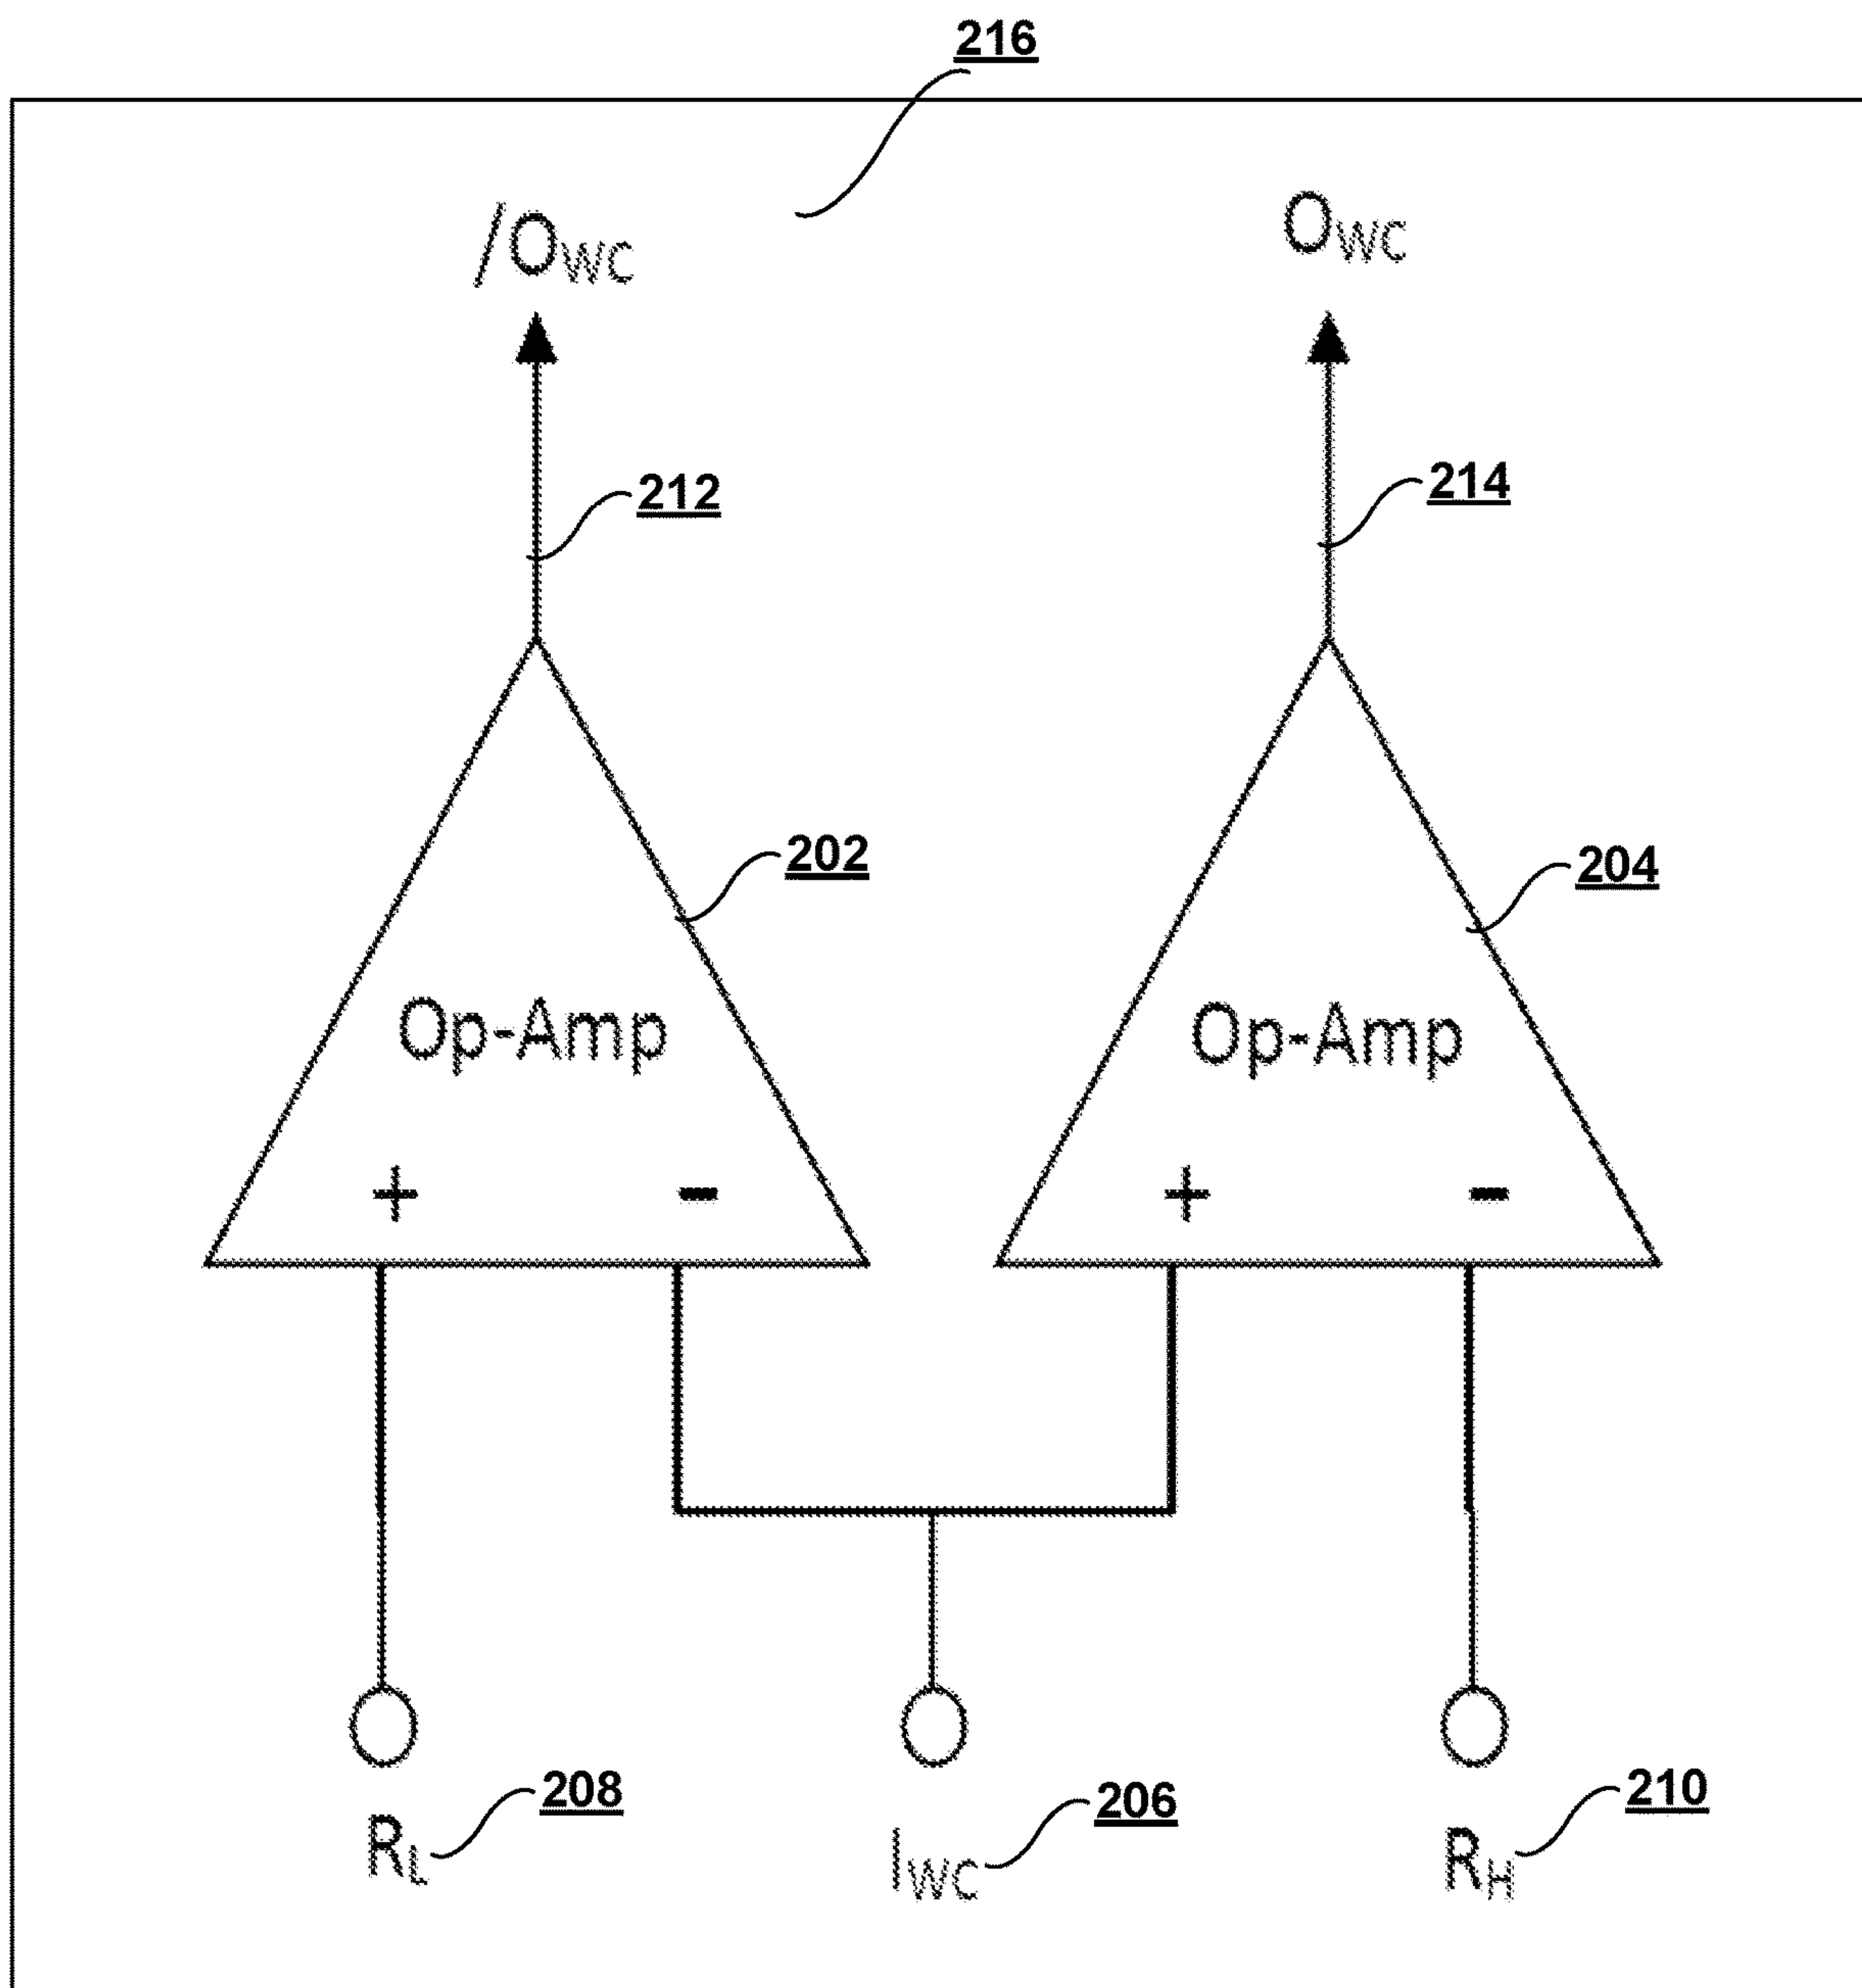 216
/OWC OWC
212 214
202 204
Op-Amp Op-Amp
+ - + -
208 206 210
RL IWC RH